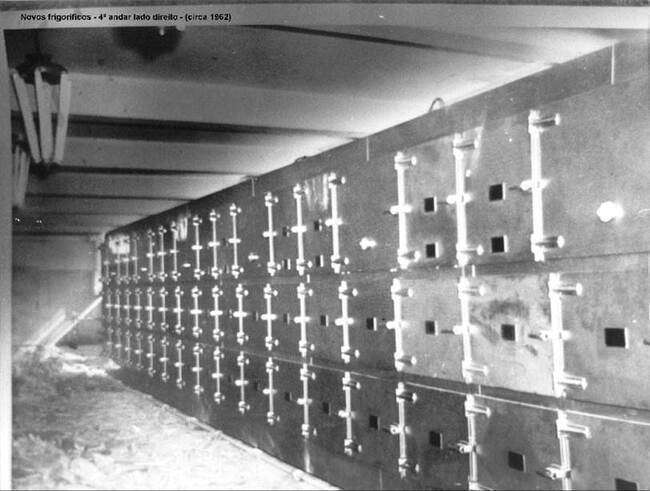 Novos frigoríficos - 4º andar lado direito - (circa 1962)